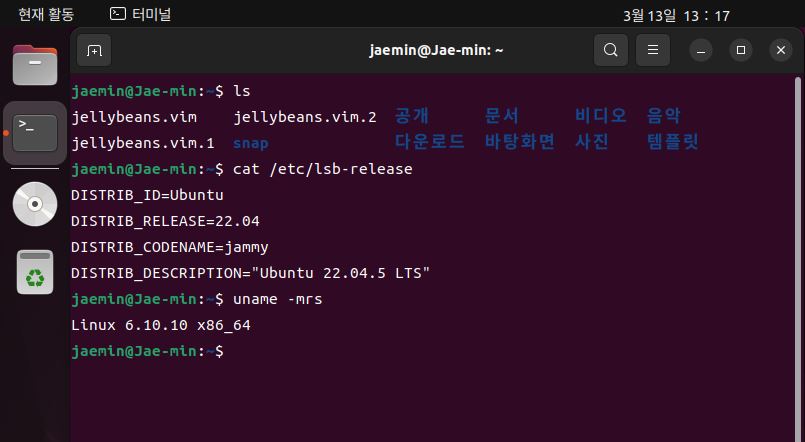 현재 활동 터미널 3월 13일 13 : 17
jaemin@Jae-min: ~
jaemin@Jae-min:~$ ls
jellybeans.vim jellybeans.vim.2 공개 문서 비디오 음악
jellybeans.vim.1 snap 다운로드 바탕화면 사진 템플릿
jaemin@Jae-min:~$ cat /etc/lsb-release
DISTRIB_ID=Ubuntu
DISTRIB_RELEASE=22.04
DISTRIB_CODENAME=jammy
DISTRIB_DESCRIPTION="Ubuntu 22.04.5 LTS"
jaemin@Jae-min:~$ uname -mrs
Linux 6.10.10 x86_64
jaemin@Jae-min:~$